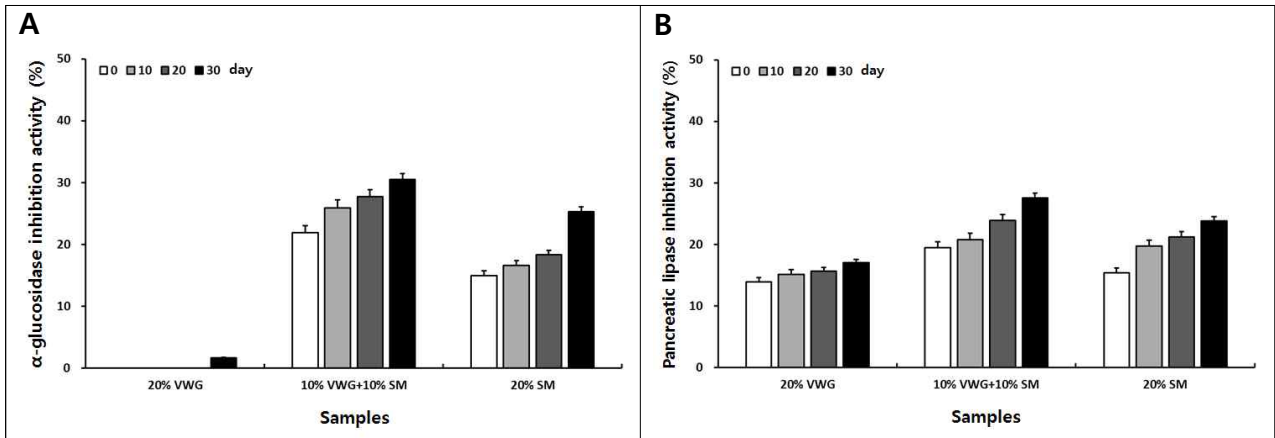 A
α-glucosidase inhibition activity (%)
50
40
30
20
10
0
0 10 20 30 day
20% VWG 10% VWG+10% SM 20% SM
Samples
B
Pancreatic lipase inhibition activity (%)
50
40
30
20
10
0
0 10 20 30 day
20% VWG 10% VWG+10% SM 20% SM
Samples